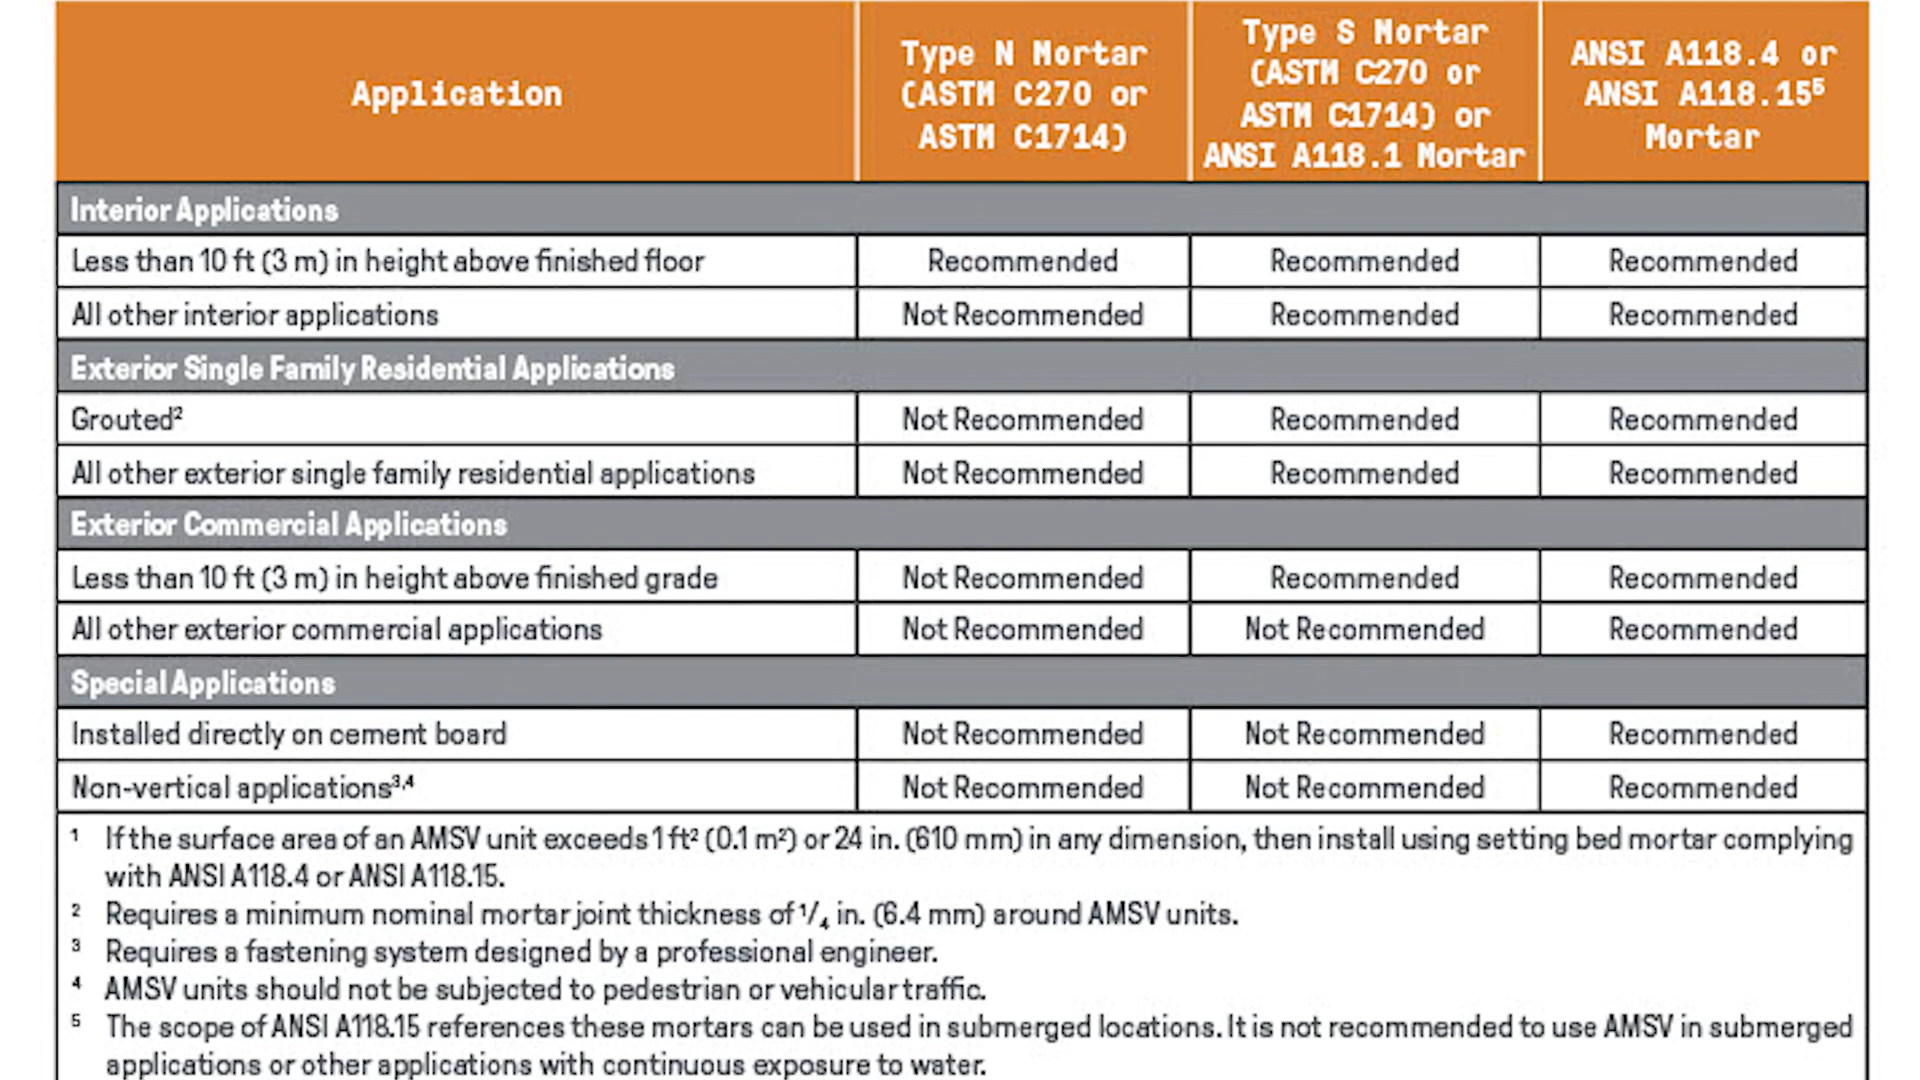 Application
Type N Mortar
(ASTM C270 or
ASTM C1714)
Type S Mortar
(ASTM C270 or
ASTM C1714) or
ANSI A118.1 Mortar
ANSI A118.4 or
ANSI A118.15⁵
Mortar
Interior Applications
Less than 10 ft (3 m) in height above finished floor Recommended Recommended Recommended
All other interior applications Not Recommended Recommended Recommended
Exterior Single Family Residential Applications
Grouted² Not Recommended Recommended Recommended
All other exterior single family residential applications Not Recommended Recommended Recommended
Exterior Commercial Applications
Less than 10 ft (3 m) in height above finished grade Not Recommended Recommended Recommended
All other exterior commercial applications Not Recommended Not Recommended Recommended
Special Applications
Installed directly on cement board Not Recommended Not Recommended Recommended
Non-vertical applications³,⁴ Not Recommended Not Recommended Recommended
¹ If the surface area of an AMSV unit exceeds 1 ft² (0.1 m²) or 24 in. (610 mm) in any dimension, then install using setting bed mortar complying
with ANSI A118.4 or ANSI A118.15.
² Requires a minimum nominal mortar joint thickness of ¹/₄ in. (6.4 mm) around AMSV units.
³ Requires a fastening system designed by a professional engineer.
⁴ AMSV units should not be subjected to pedestrian or vehicular traffic.
⁵ The scope of ANSI A118.15 references these mortars can be used in submerged locations. It is not recommended to use AMSV in submerged
applications or other applications with continuous exposure to water.